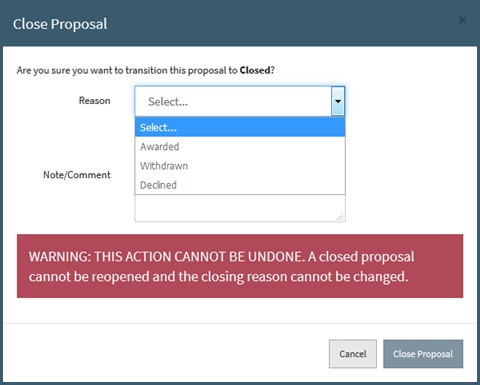 Close Proposal
×
Are you sure you want to transition this proposal to Closed?
Reason
Select...
Select...
Awarded
Withdrawn
Declined
Note/Comment
WARNING: THIS ACTION CANNOT BE UNDONE. A closed proposal
cannot be reopened and the closing reason cannot be changed.
Cancel
Close Proposal